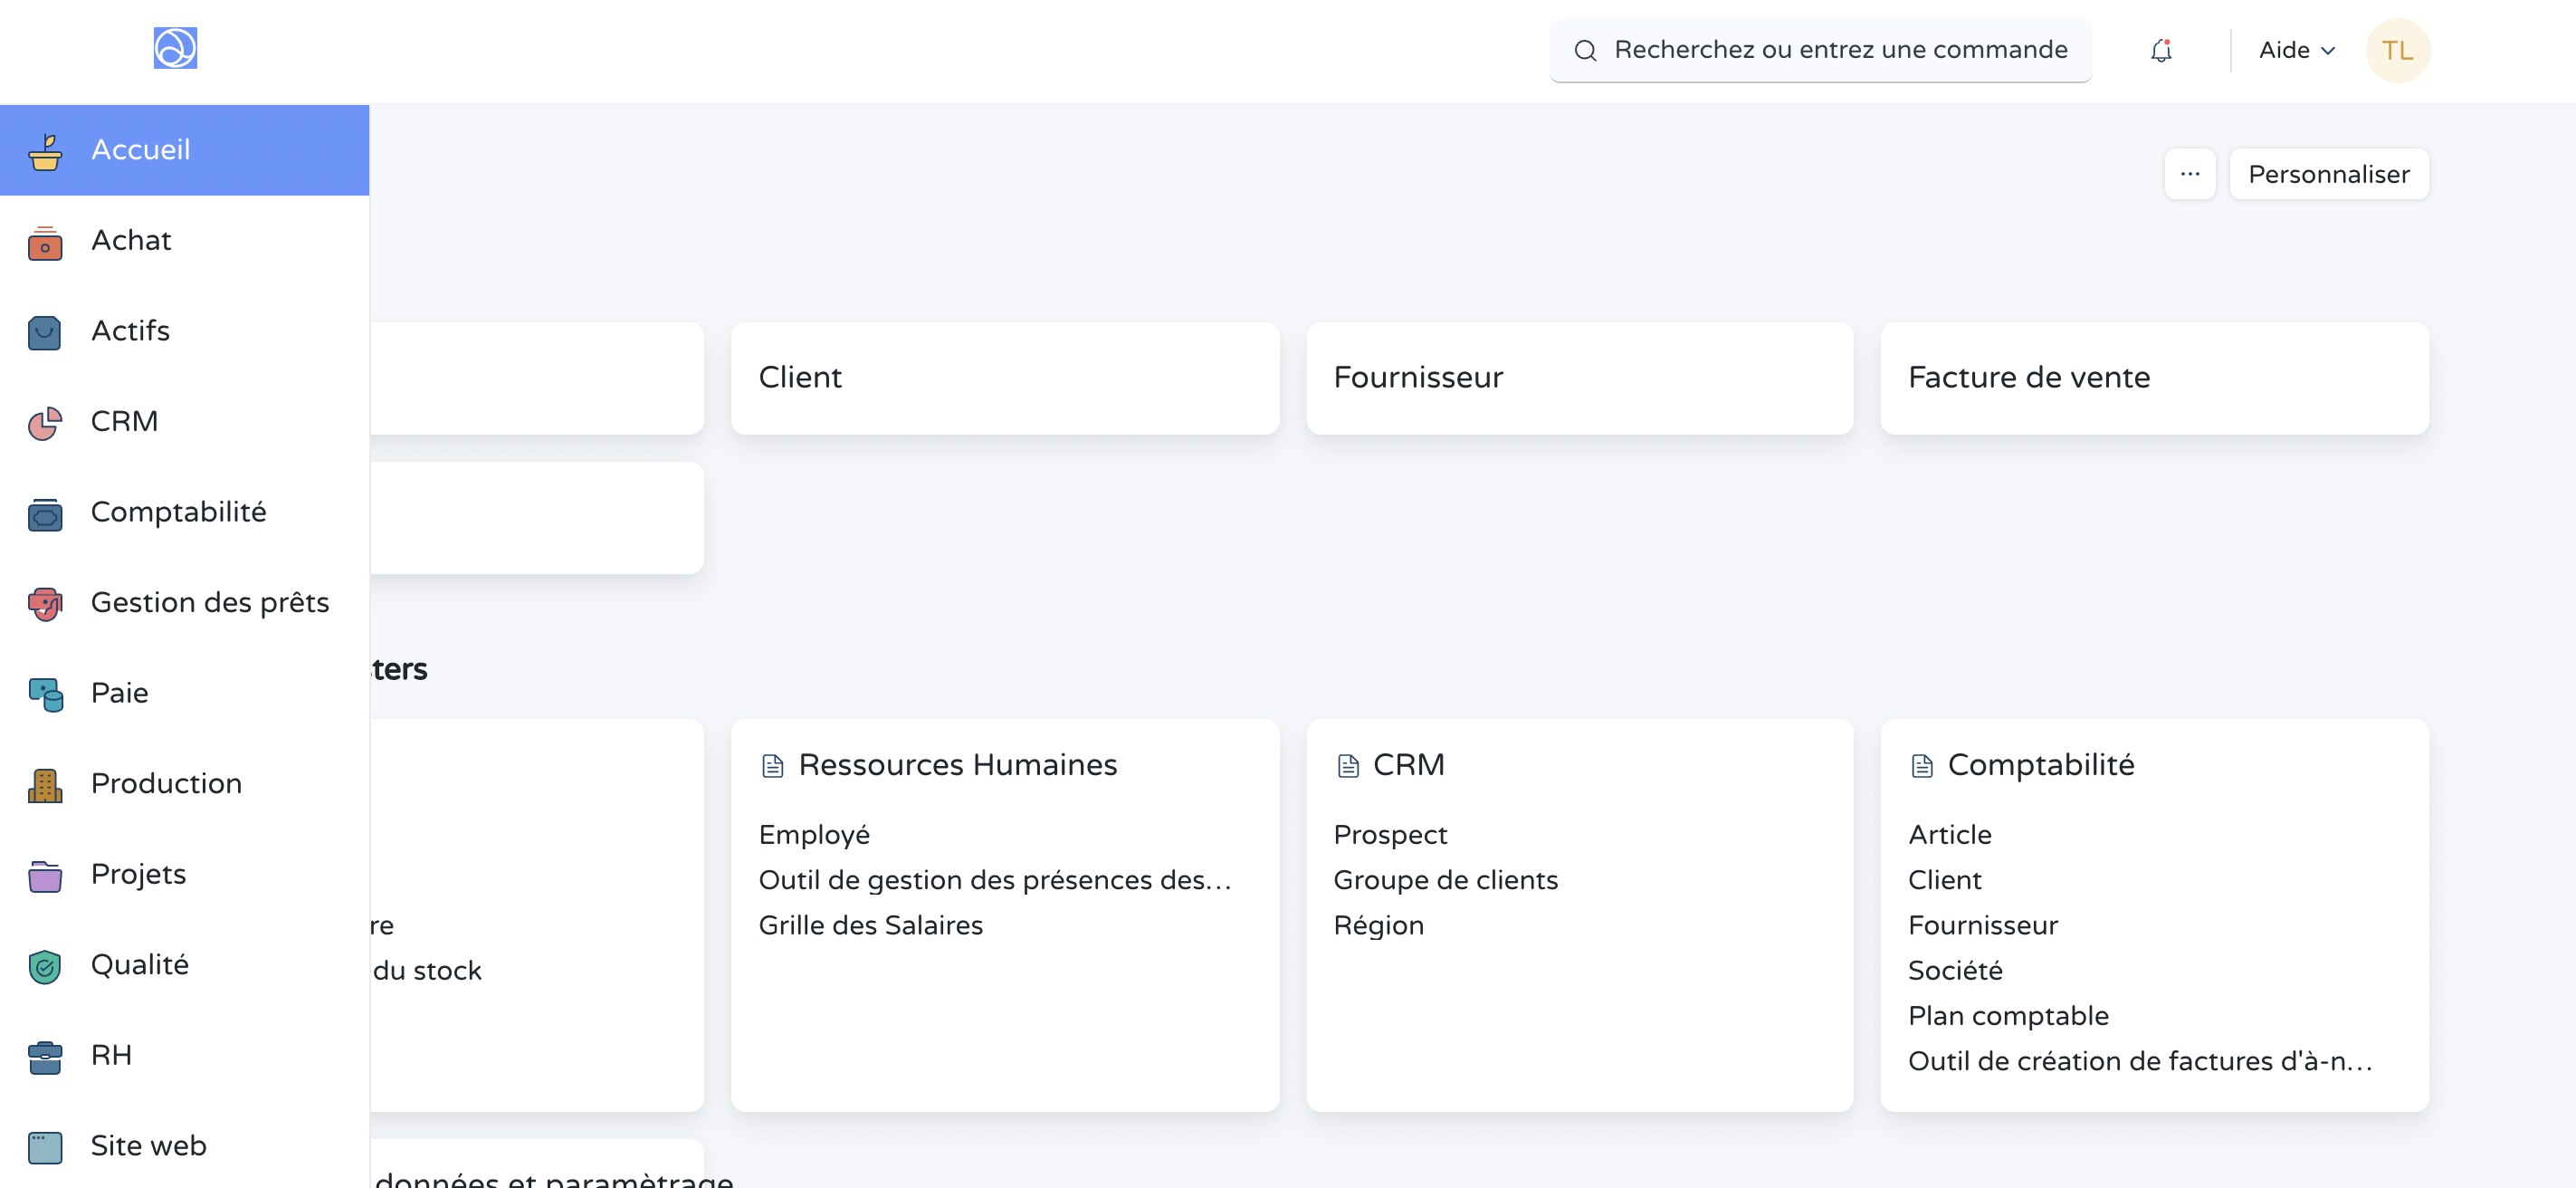 Recherchez ou entrez une commande
Aide
TL
Accueil
Achat
Actifs
CRM
Comptabilité
Gestion des prêts
Paie
Production
Projets
Qualité
RH
Site web
Personnaliser
Client
Fournisseur
Facture de vente
ters
re
du stock
Ressources Humaines
Employé
Outil de gestion des présences des...
Grille des Salaires
CRM
Prospect
Groupe de clients
Région
Comptabilité
Article
Client
Fournisseur
Société
Plan comptable
Outil de création de factures d'à-n...
données et paramètrage